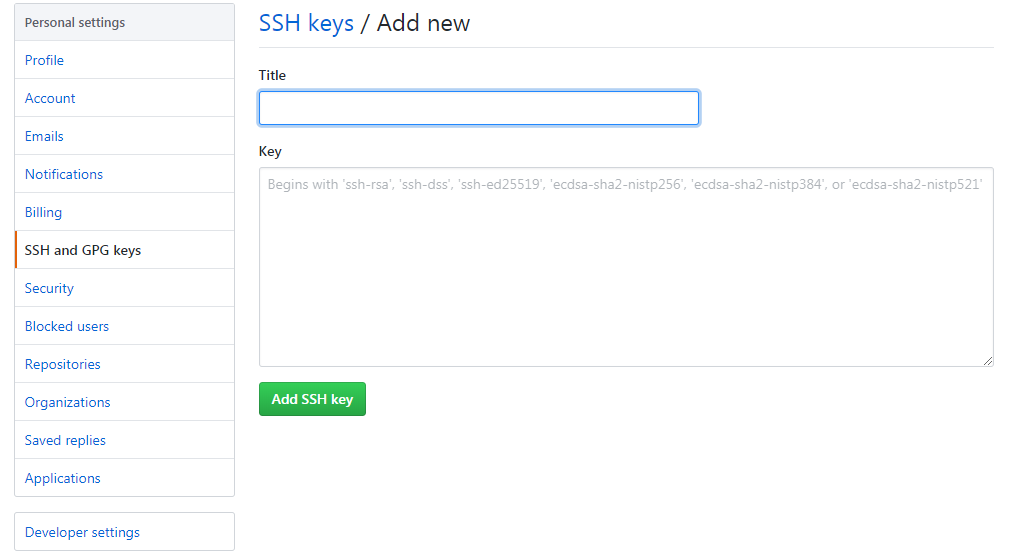 Personal settings
Profile
Account
Emails
Notifications
Billing
SSH and GPG keys
Security
Blocked users
Repositories
Organizations
Saved replies
Applications
Developer settings
SSH keys / Add new
Title
Key
Begins with 'ssh-rsa', 'ssh-dss', 'ssh-ed25519', 'ecdsa-sha2-nistp256', 'ecdsa-sha2-nistp384', or 'ecdsa-sha2-nistp521'
Add SSH key